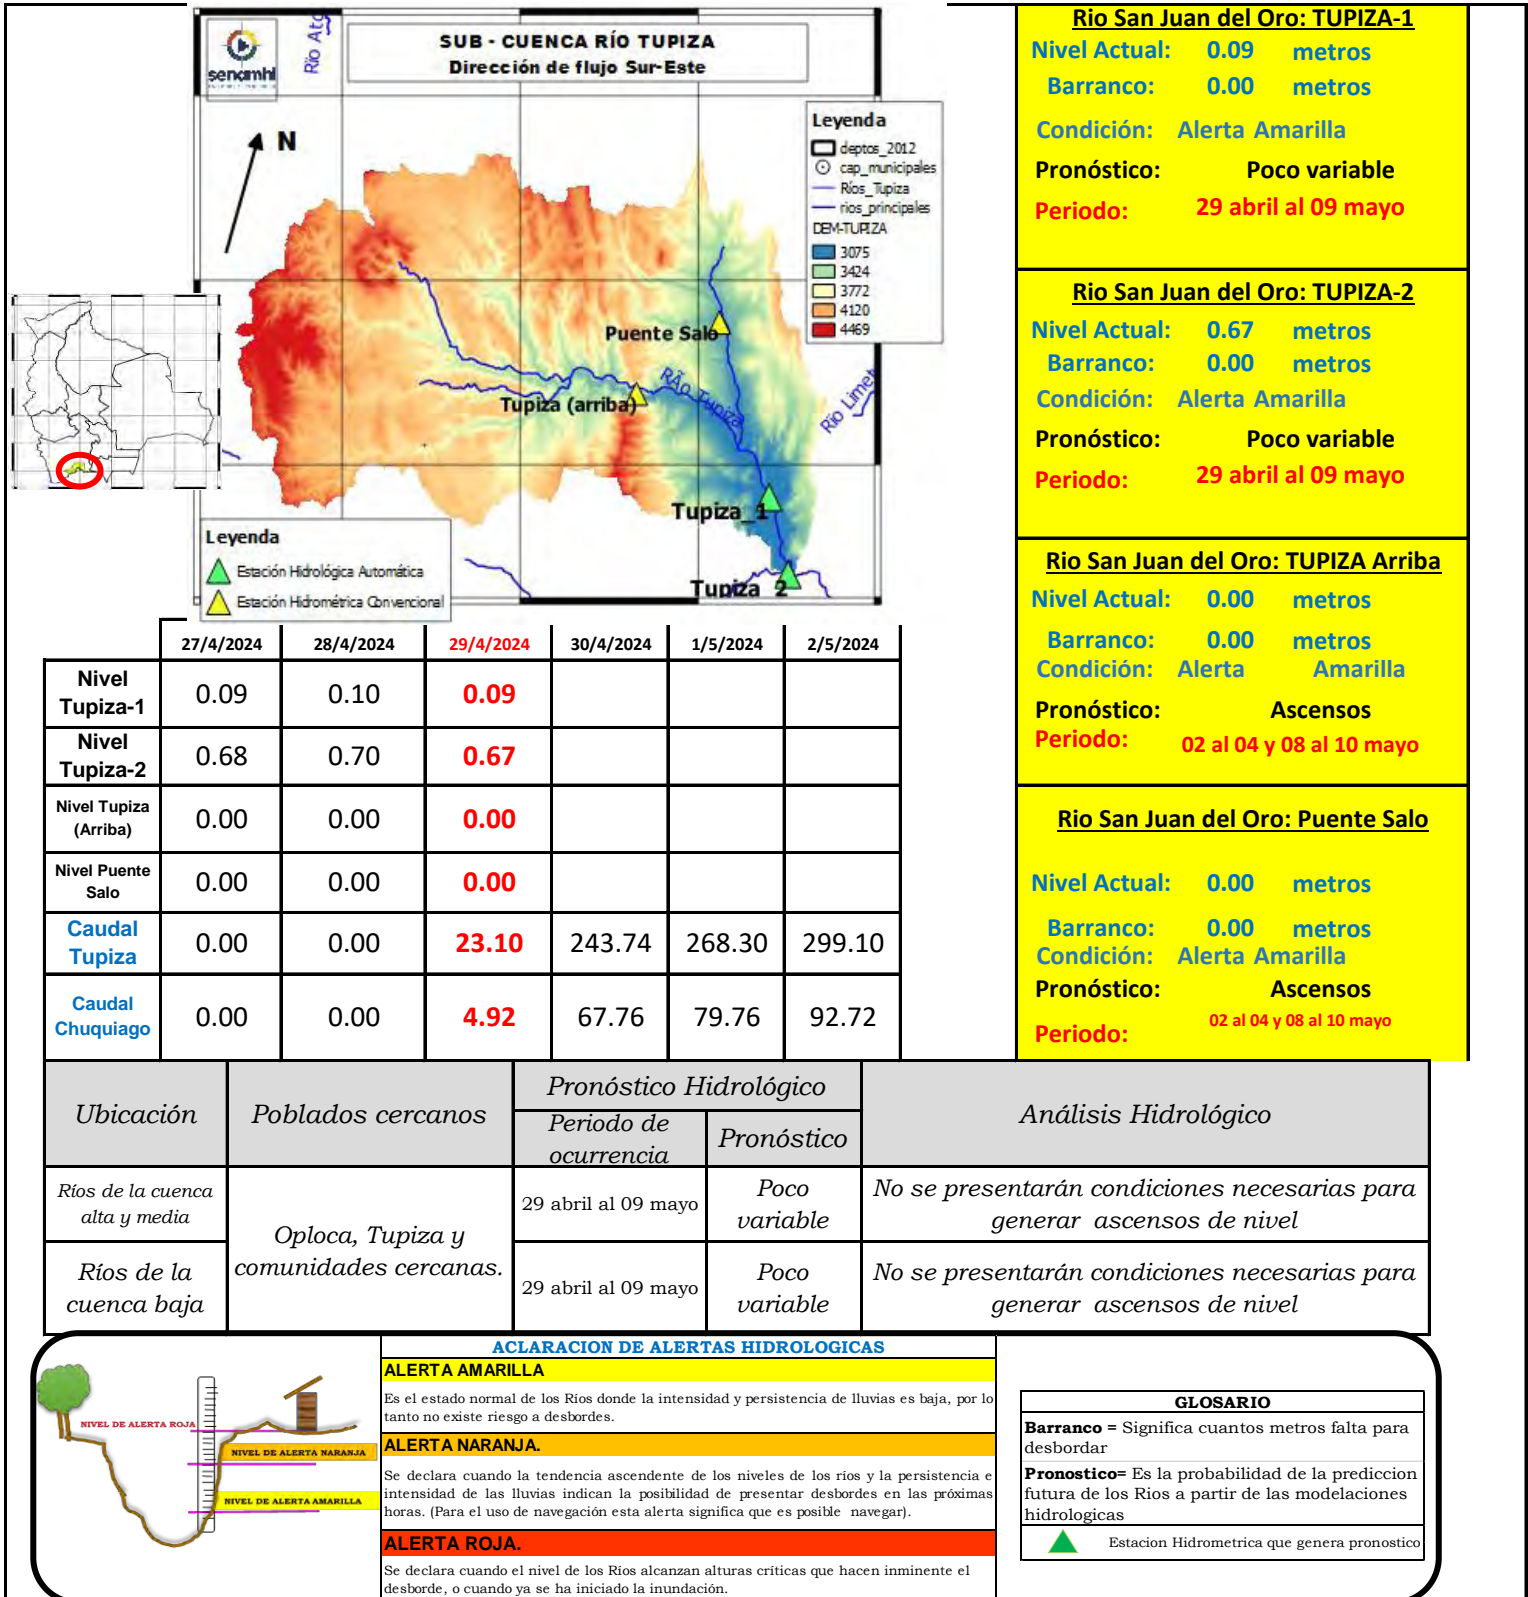 senamhi
Río Ato
SUB - CUENCA RÍO TUPIZA
Dirección de flujo Sur-Este
N
Leyenda
deptos_2012
cap_municipales
Ríos_Tupiza
rios_principales
DEM-TUPIZA
3075
3424
3772
4120
4469
Puente Salo
RÃ­o Tupiza
Tupiza (arriba)
Rio Limet
Tupiza_1
Tupiza_2
Leyenda
Estación Hidrológica Automática
Estación Hidrométrica Convencional
Rio San Juan del Oro: TUPIZA-1
Nivel Actual: 0.09 metros
Barranco: 0.00 metros
Condición: Alerta Amarilla
Pronóstico: Poco variable
Periodo: 29 abril al 09 mayo
Rio San Juan del Oro: TUPIZA-2
Nivel Actual: 0.67 metros
Barranco: 0.00 metros
Condición: Alerta Amarilla
Pronóstico: Poco variable
Periodo: 29 abril al 09 mayo
Rio San Juan del Oro: TUPIZA Arriba
Nivel Actual: 0.00 metros
Barranco: 0.00 metros
Condición: Alerta Amarilla
Pronóstico: Ascensos
Periodo: 02 al 04 y 08 al 10 mayo
Rio San Juan del Oro: Puente Salo
Nivel Actual: 0.00 metros
Barranco: 0.00 metros
Condición: Alerta Amarilla
Pronóstico: Ascensos
Periodo: 02 al 04 y 08 al 10 mayo
27/4/2024 28/4/2024 29/4/2024 30/4/2024 1/5/2024 2/5/2024
Nivel
Tupiza-1 0.09 0.10 0.09
Nivel
Tupiza-2 0.68 0.70 0.67
Nivel Tupiza
(Arriba) 0.00 0.00 0.00
Nivel Puente
Salo 0.00 0.00 0.00
Caudal
Tupiza 0.00 0.00 23.10 243.74 268.30 299.10
Caudal
Chuquiago 0.00 0.00 4.92 67.76 79.76 92.72
Ubicación
Poblados cercanos
Pronóstico Hidrológico
Periodo de
ocurrencia
Pronóstico
Análisis Hidrológico
Ríos de la cuenca
alta y media
Oploca, Tupiza y
comunidades cercanas.
29 abril al 09 mayo
Poco
variable
No se presentarán condiciones necesarias para
generar ascensos de nivel
Ríos de la
cuenca baja
29 abril al 09 mayo
Poco
variable
No se presentarán condiciones necesarias para
generar ascensos de nivel
NIVEL DE ALERTA ROJA
NIVEL DE ALERTA NARANJA
NIVEL DE ALERTA AMARILLA
ACLARACION DE ALERTAS HIDROLOGICAS
ALERTA AMARILLA
Es el estado normal de los Ríos donde la intensidad y persistencia de lluvias es baja, por lo
tanto no existe riesgo a desbordes.
ALERTA NARANJA.
Se declara cuando la tendencia ascendente de los niveles de los ríos y la persistencia e
intensidad de las lluvias indican la posibilidad de presentar desbordes en las próximas
horas. (Para el uso de navegación esta alerta significa que es posible navegar).
ALERTA ROJA.
Se declara cuando el nivel de los Ríos alcanzan alturas críticas que hacen inminente el
desborde, o cuando ya se ha iniciado la inundación.
GLOSARIO
Barranco = Significa cuantos metros falta para
desbordar
Pronostico= Es la probabilidad de la prediccion
futura de los Rios a partir de las modelaciones
hidrologicas
Estacion Hidrometrica que genera pronostico